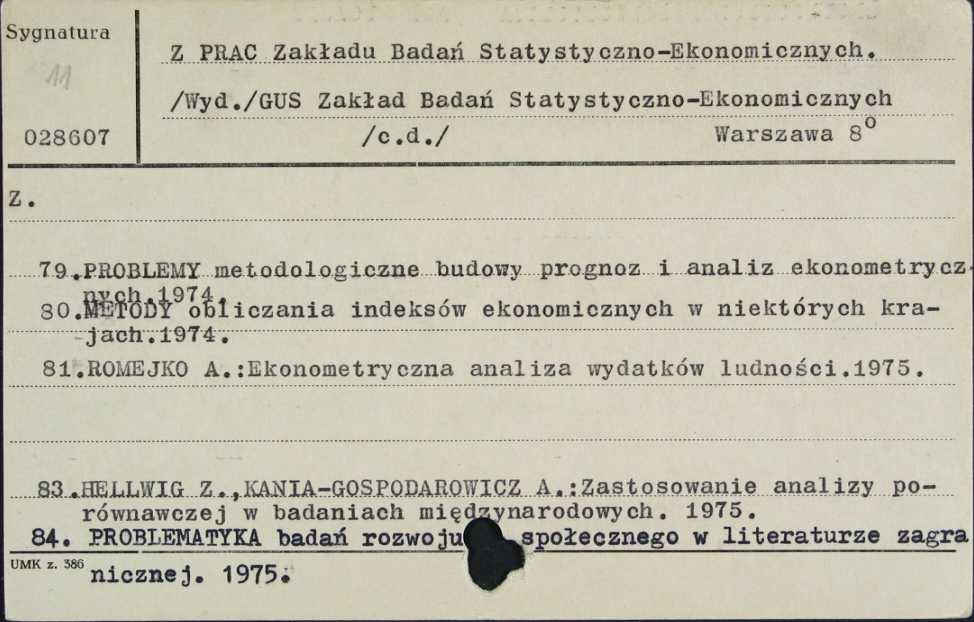 Sygnatura
11
028607
Z PRAC Zakładu Badań Statystyczno-Ekonomicznych.
/Wyd./GUS Zakład Badań Statystyczno-Ekonomicznych
/c.d./ Warszawa 8º
Z.
79.PROBLEMY metodologiczne budowy prognoz i analiz ekonometrycz-
nych.1974.
80.METODY obliczania indeksów ekonomicznych w niektórych kra-
jach.1974.
81.ROMEJKO A.:Ekonometryczna analiza wydatków ludności.1975.
83.HELLWIG Z.,KANIA-GOSPODAROWICZ A.:Zastosowanie analizy po-
równawczej w badaniach międzynarodowych. 1975.
84. PROBLEMATYKA badań rozwoju społecznego w literaturze zagra
UMK z. 386 nicznej. 1975.